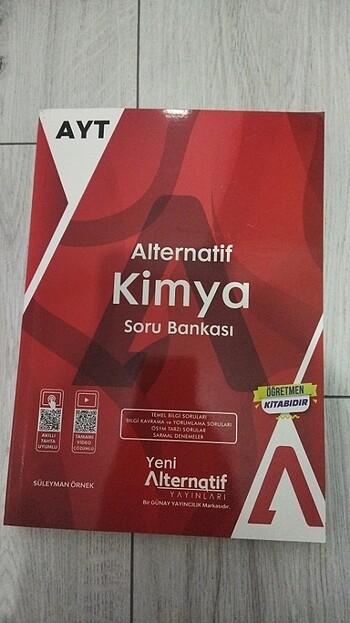 AYT
Alternatif
Kimya
Soru Bankası
ÖĞRETMEN
KİTABIDIR
AKILLI
TAHTA
UYUMLU
TAMAMI
VİDEO
ÇÖZÜMLÜ
TEMEL BİLGİ SORULARI
BİLGİ KAVRAMA ve YORUMLAMA SORULARI
ÖSYM TARZI SORULAR
SARMAL DENEMELER
Yeni
Alternatif
YAYINLARI
Bir GÜNAY YAYINCILIK Markasıdır.
SÜLEYMAN ÖRNEK